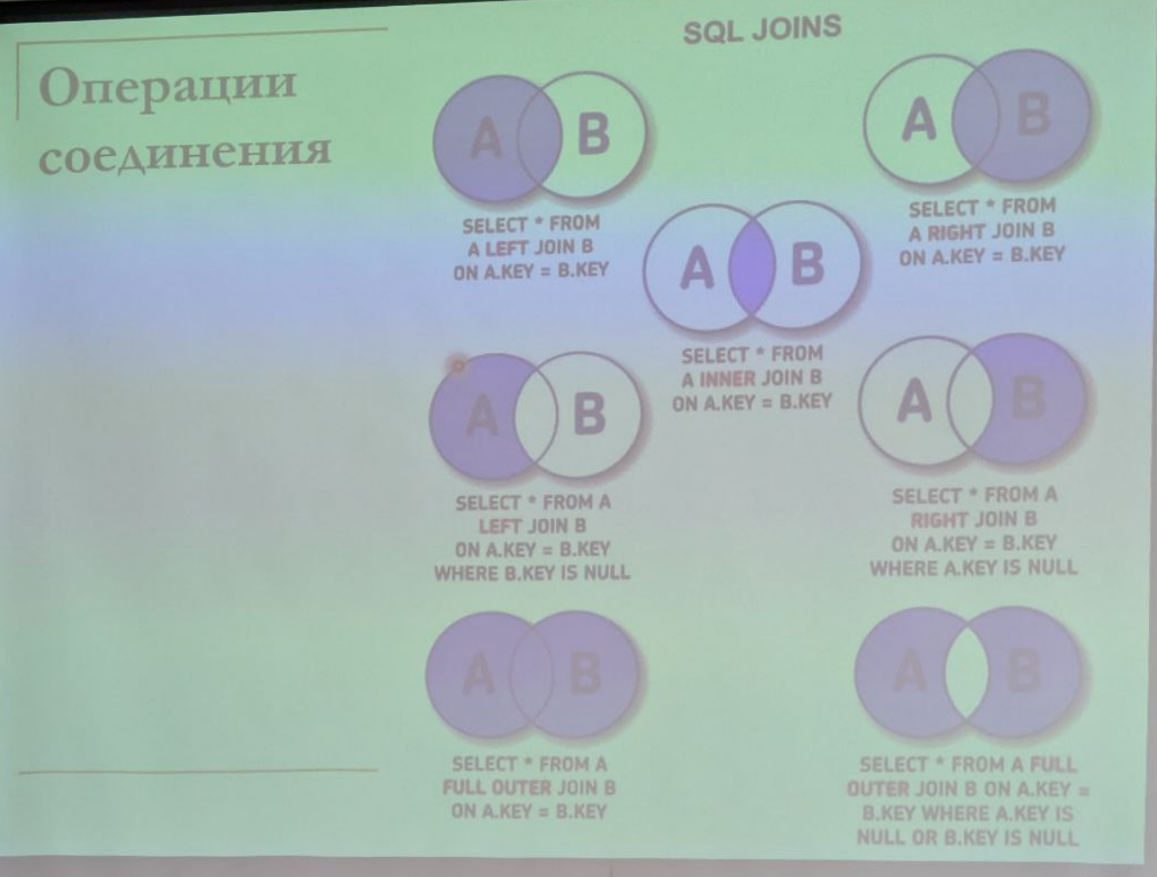 Операции
соединения
SQL JOINS
A
B
SELECT * FROM
A LEFT JOIN B
ON A.KEY = B.KEY
A
B
SELECT * FROM
A RIGHT JOIN B
ON A.KEY = B.KEY
A
B
SELECT * FROM
A INNER JOIN B
ON A.KEY = B.KEY
A
B
SELECT * FROM A
LEFT JOIN B
ON A.KEY = B.KEY
WHERE B.KEY IS NULL
A
B
SELECT * FROM A
RIGHT JOIN B
ON A.KEY = B.KEY
WHERE A.KEY IS NULL
A
B
SELECT * FROM A
FULL OUTER JOIN B
ON A.KEY = B.KEY
A
B
SELECT * FROM A FULL
OUTER JOIN B ON A.KEY =
B.KEY WHERE A.KEY IS
NULL OR B.KEY IS NULL